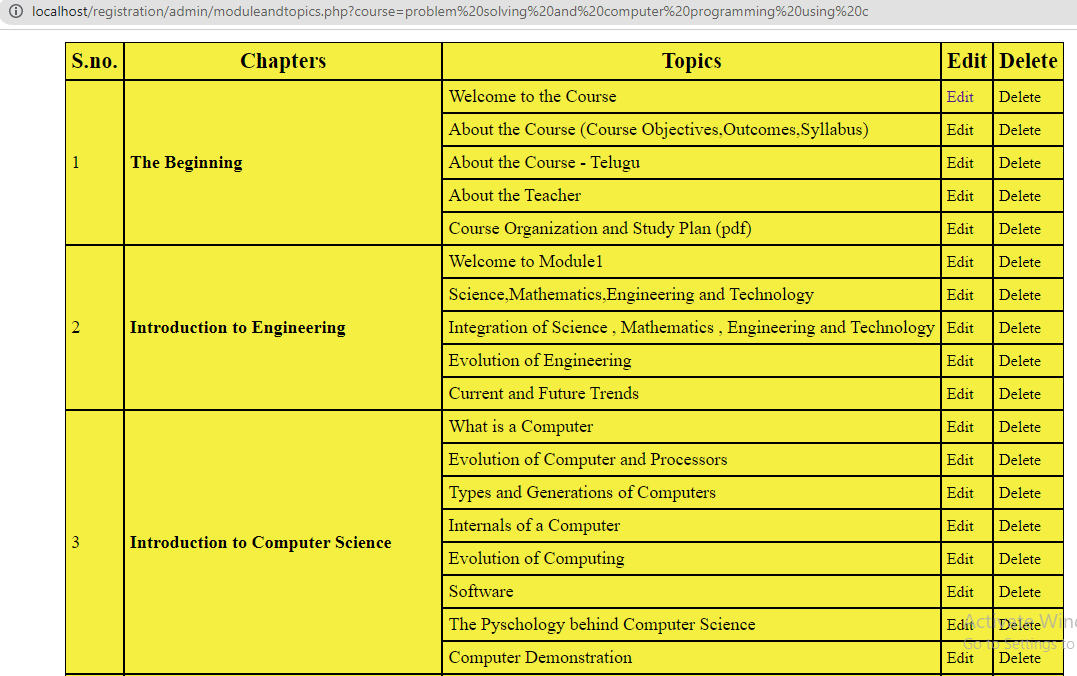 localhost/registration/admin/moduleandtopics.php?course=problem%20solving%20and%20computer%20programming%20using%20c
S.no. Chapters Topics Edit Delete
1 The Beginning Welcome to the Course Edit Delete
About the Course (Course Objectives,Outcomes,Syllabus) Edit Delete
About the Course - Telugu Edit Delete
About the Teacher Edit Delete
Course Organization and Study Plan (pdf) Edit Delete
2 Introduction to Engineering Welcome to Module1 Edit Delete
Science,Mathematics,Engineering and Technology Edit Delete
Integration of Science , Mathematics , Engineering and Technology Edit Delete
Evolution of Engineering Edit Delete
Current and Future Trends Edit Delete
3 Introduction to Computer Science What is a Computer Edit Delete
Evolution of Computer and Processors Edit Delete
Types and Generations of Computers Edit Delete
Internals of a Computer Edit Delete
Evolution of Computing Edit Delete
Software Edit Delete
The Pyschology behind Computer Science Edit Delete
Activate Win
Computer Demonstration Edit Delete
Go to Settings to